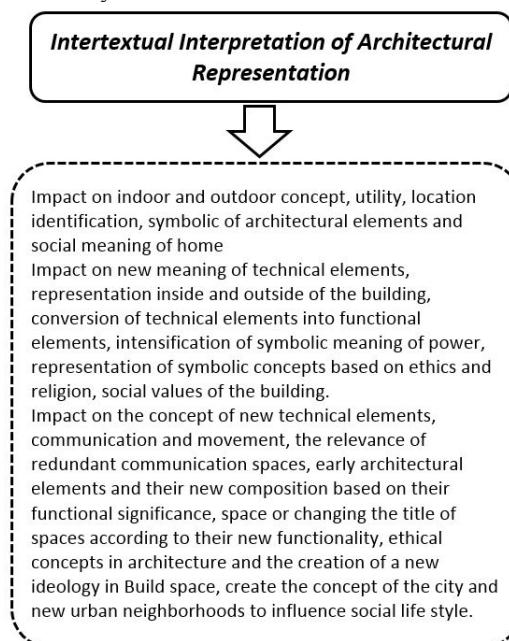 Intertextual Interpretation of Architectural
Representation
Impact on indoor and outdoor concept, utility, location
identification, symbolic of architectural elements and
social meaning of home
Impact on new meaning of technical elements,
representation inside and outside of the building,
conversion of technical elements into functional
elements, intensification of symbolic meaning of power,
representation of symbolic concepts based on ethics and
religion, social values of the building.
Impact on the concept of new technical elements,
communication and movement, the relevance of
redundant communication spaces, early architectural
elements and their new composition based on their
functional significance, space or changing the title of
spaces according to their new functionality, ethical
concepts in architecture and the creation of a new
ideology in Build space, create the concept of the city and
new urban neighborhoods to influence social life style.